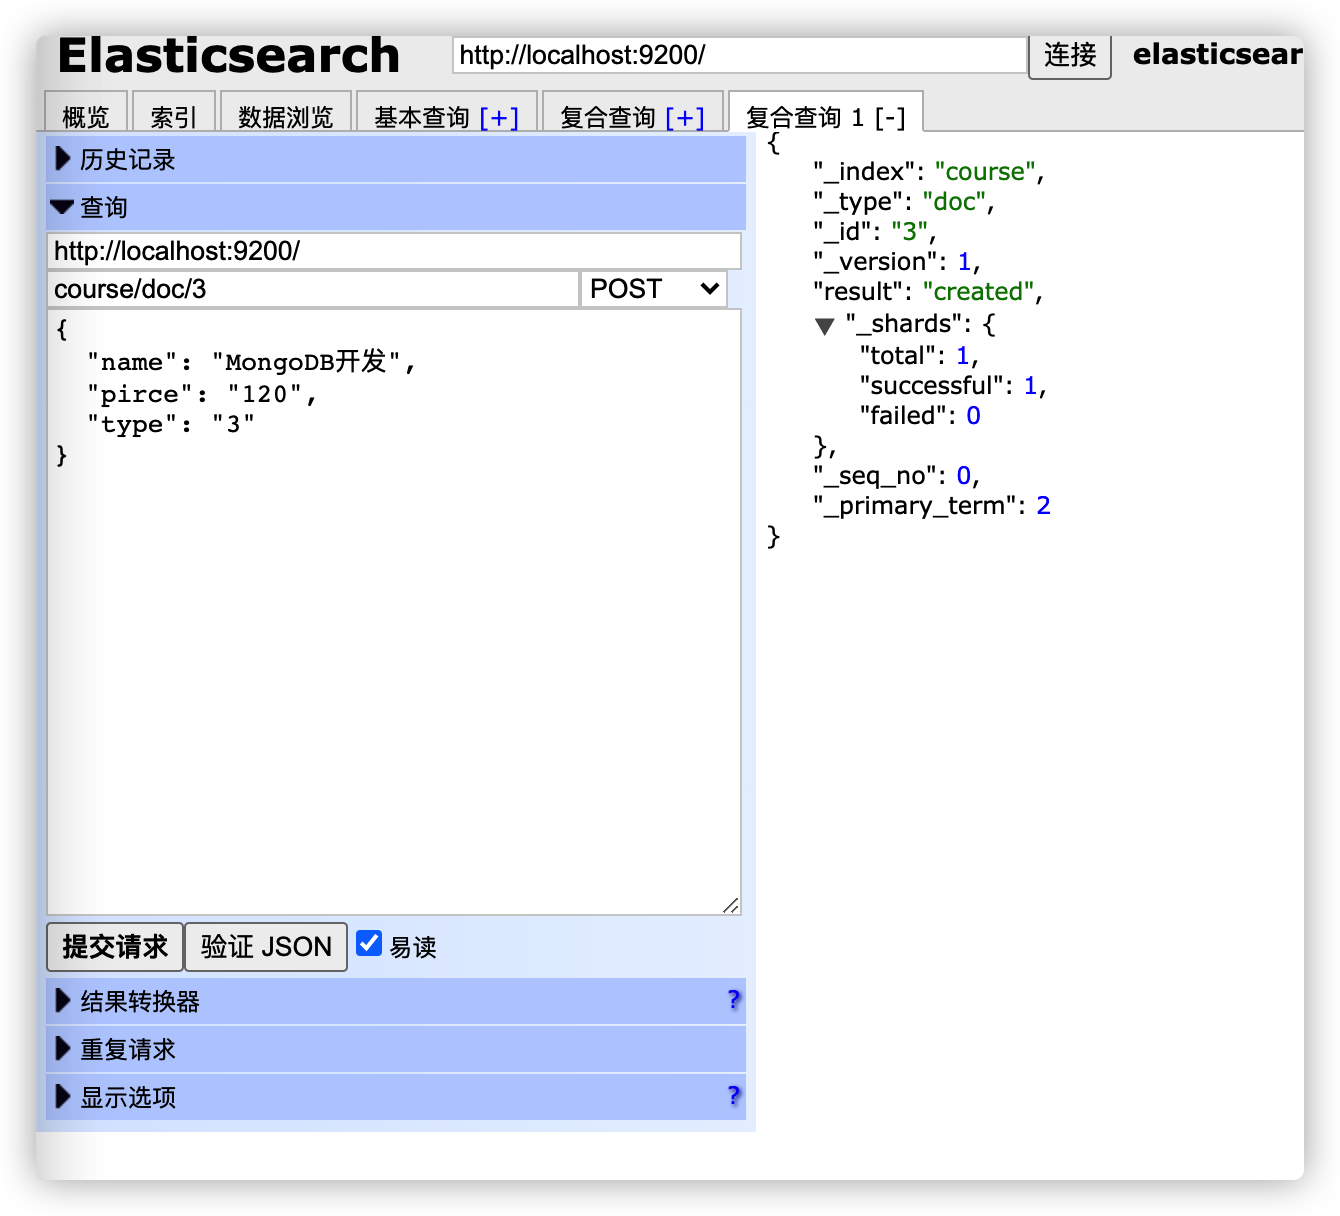 Elasticsearch http://localhost:9200/ 连接 elasticsear
概览 索引 数据浏览 基本查询 [+] 复合查询 [+] 复合查询 1 [-]
历史记录
查询
http://localhost:9200/
course/doc/3 POST
{
"name": "MongoDB开发",
"pirce": "120",
"type": "3"
}
提交请求 验证 JSON 易读
结果转换器 ?
重复请求
显示选项 ?
{
"_index": "course",
"_type": "doc",
"_id": "3",
"_version": 1,
"result": "created",
"_shards": {
"total": 1,
"successful": 1,
"failed": 0
},
"_seq_no": 0,
"_primary_term": 2
}